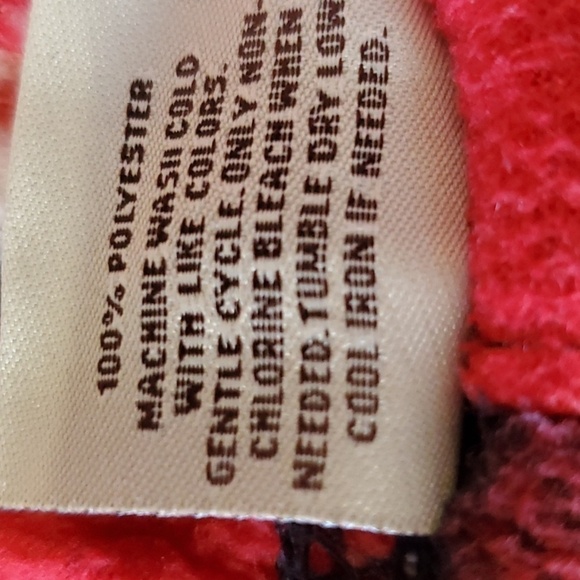 100% POLYESTER
MACHINE WASH COLD
WITH LIKE COLORS.
GENTLE CYCLE. ONLY NON-
CHLORINE BLEACH WHEN
NEEDED. TUMBLE DRY LOW
COOL IRON IF NEEDED.